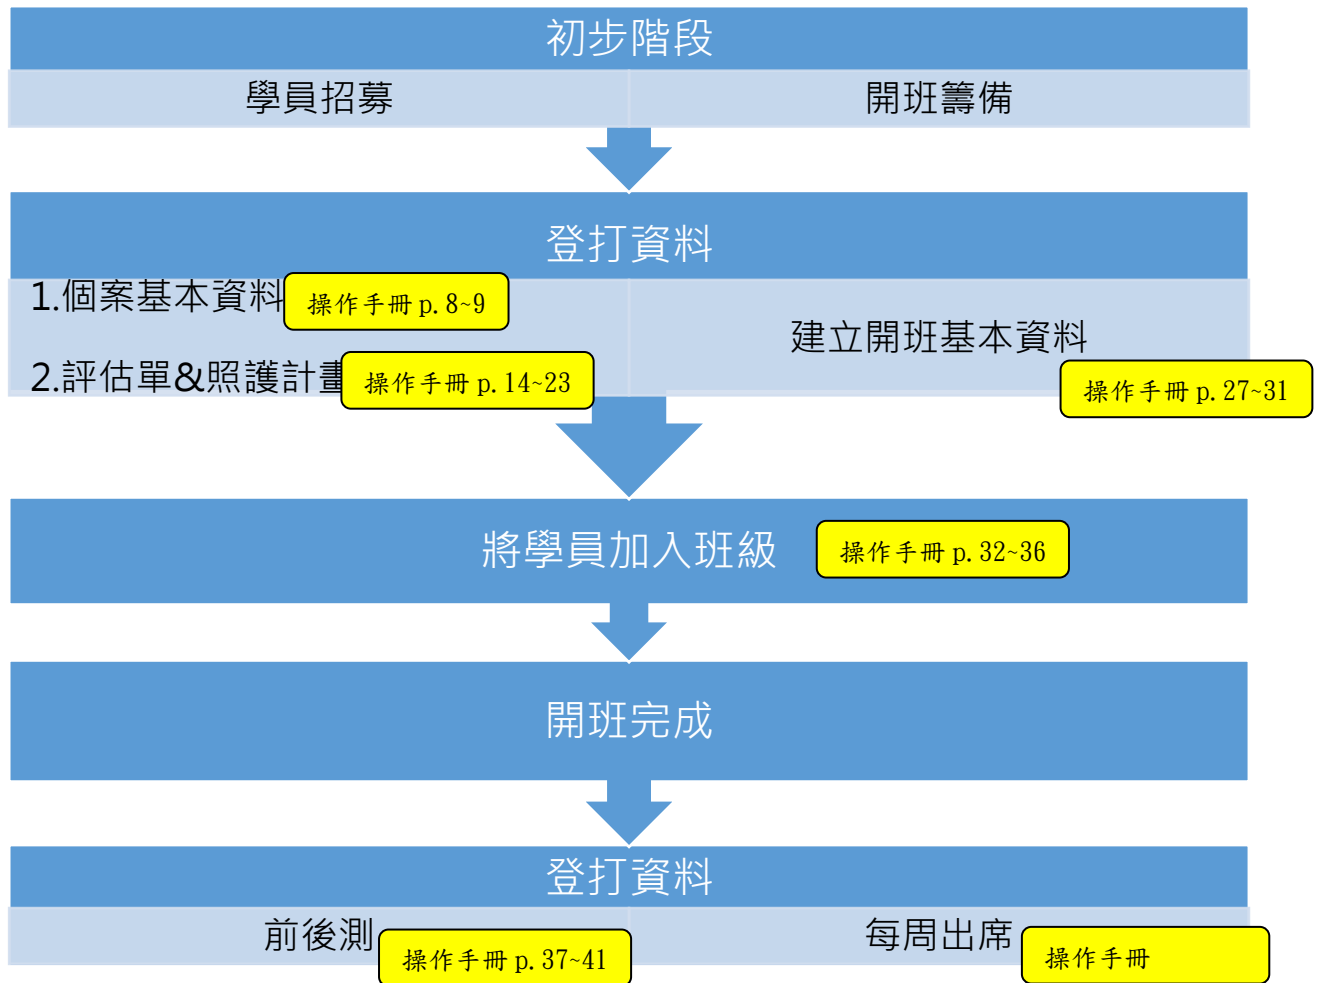 初步階段
學員招募
開班籌備
登打資料
1.個案基本資料
操作手冊 p. 8~9
2.評估單&照護計畫
操作手冊 p. 14~23
建立開班基本資料
操作手冊 p. 27~31
將學員加入班級
操作手冊 p. 32~36
開班完成
登打資料
前後測
操作手冊 p. 37~41
每周出席
操作手冊